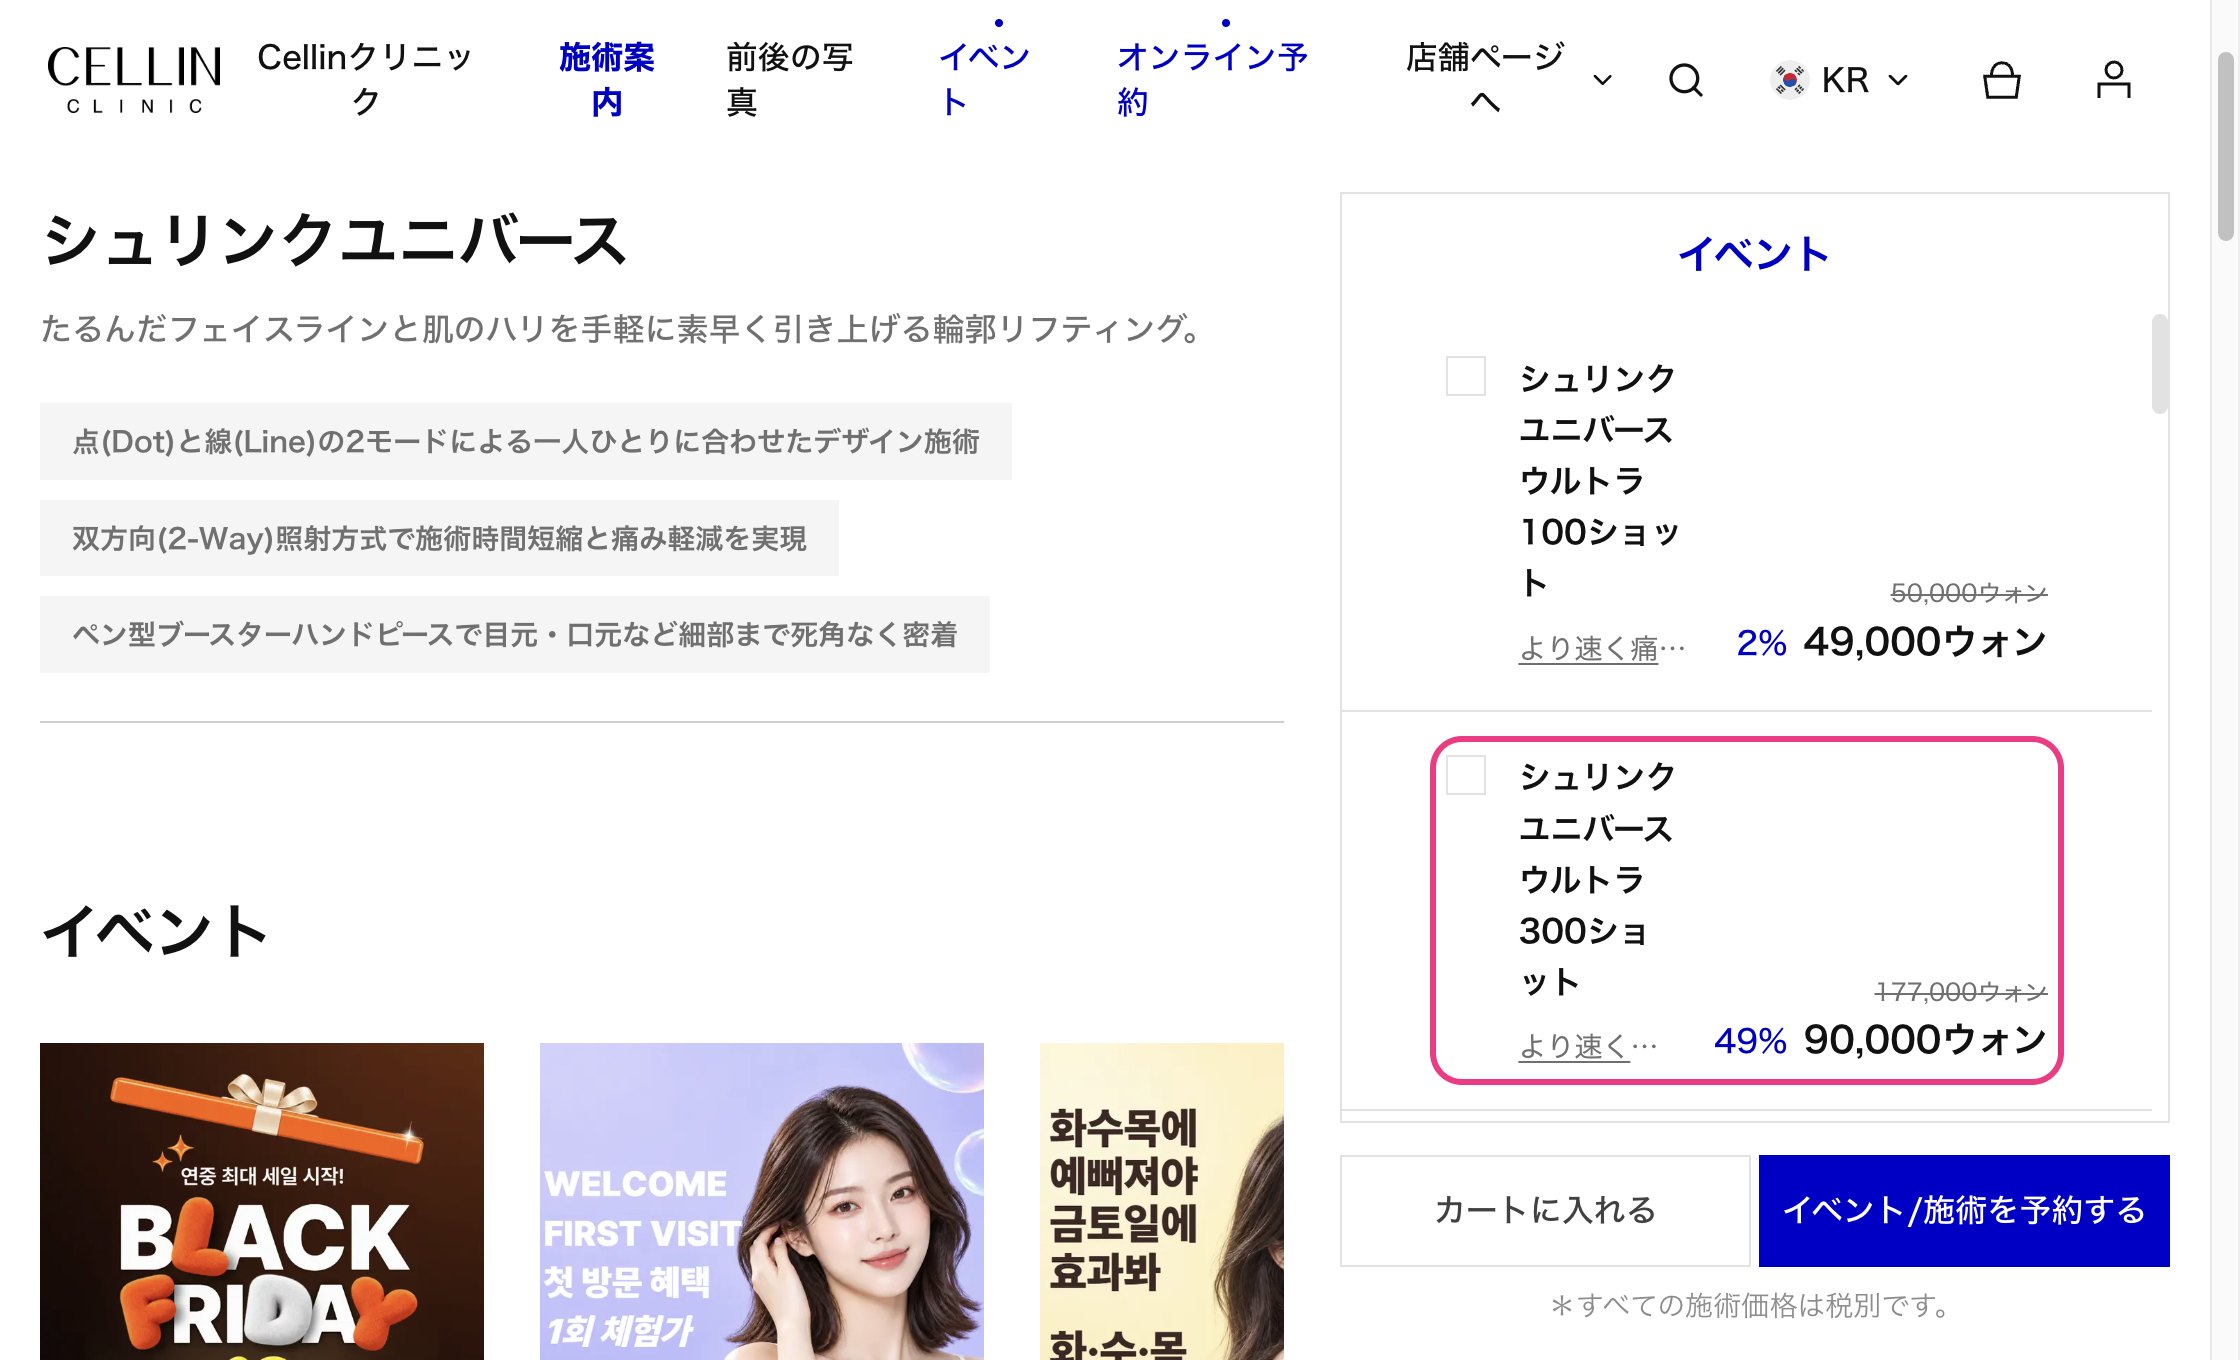 CELLIN
CLINIC
Cellinクリニッ
ク
施術案
内
前後の写
真
イベン
ト
オンライン予
約
店舗ページ
へ
KR
シュリンクユニバース
たるんだフェイスラインと肌のハリを手軽に素早く引き上げる輪郭リフティング。
点(Dot)と線(Line)の2モードによる一人ひとりに合わせたデザイン施術
双方向(2-Way)照射方式で施術時間短縮と痛み軽減を実現
ペン型ブースターハンドピースで目元・口元など細部まで死角なく密着
イベント
연중 최대 세일 시작!
BLACK
FRIDAY
WELCOME
FIRST VISIT
첫 방문 혜택
1회 체험가
화수목에
예뻐져야
금토일에
효과봐
화·수·목
イベント
シュリンク
ユニバース
ウルトラ
100ショッ
ト
50,000ウォン
より速く痛… 2% 49,000ウォン
シュリンク
ユニバース
ウルトラ
300ショ
ット
177,000ウォン
より速く… 49% 90,000ウォン
カートに入れる
イベント/施術を予約する
＊すべての施術価格は税別です。